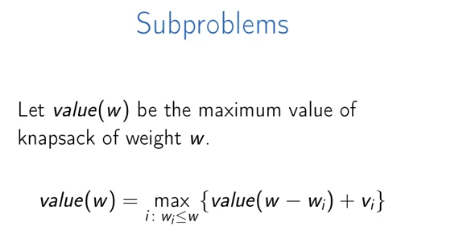 Subproblems
Let value(w) be the maximum value of
knapsack of weight w.
value(w) = max {value(w − wᵢ) + vᵢ}
i: wᵢ≤w